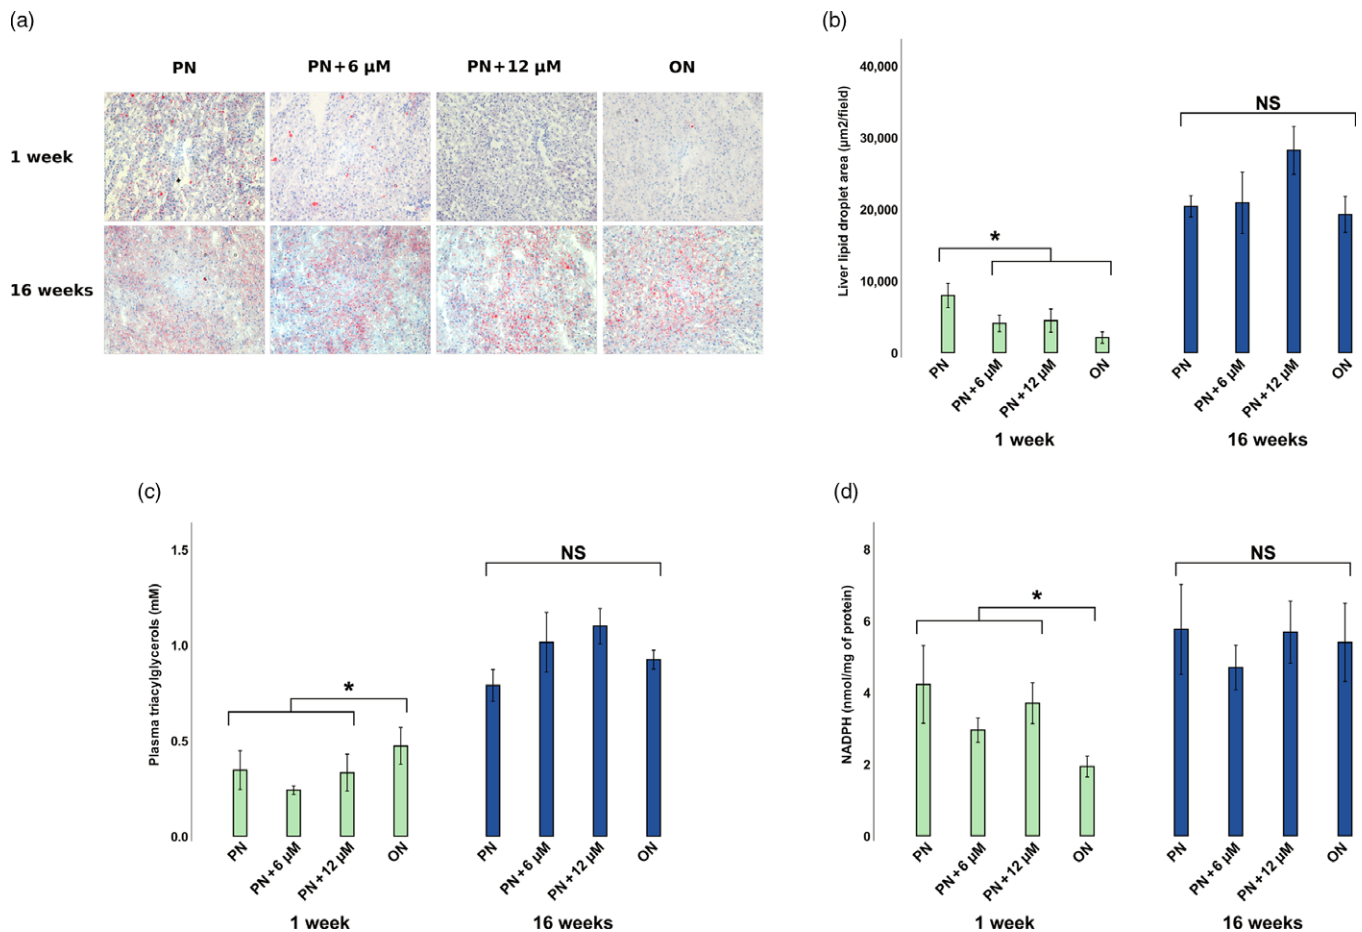 (a)
PN PN+6 µM PN+12 µM ON
1 week
16 weeks
(b)
Liver lipid droplet area (µm2/field)
40,000
30,000
20,000
10,000
0
*
NS
PN PN+6 µM PN+12 µM ON PN PN+6 µM PN+12 µM ON
1 week 16 weeks
(c)
Plasma triacylglycerols (mM)
1.5
1.0
0.5
0.0
*
NS
PN PN+6 µM PN+12 µM ON PN PN+6 µM PN+12 µM ON
1 week 16 weeks
(d)
NADPH (nmol/mg of protein)
8
6
4
2
0
*
NS
PN PN+6 µM PN+12 µM ON PN PN+6 µM PN+12 µM ON
1 week 16 weeks